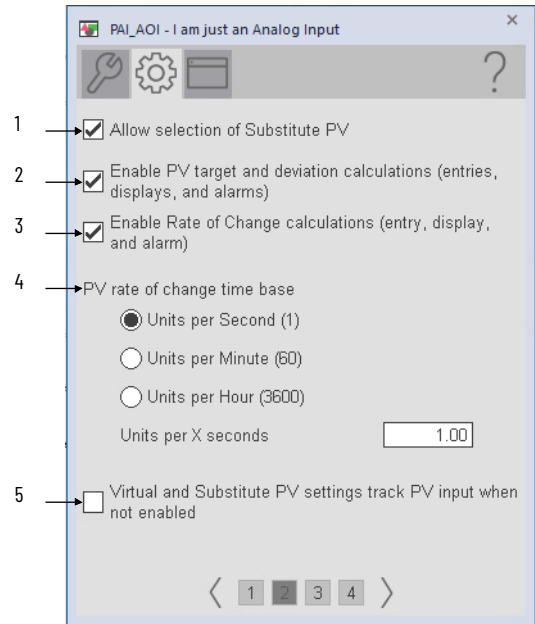 PAI_AOI - I am just an Analog Input
×
?
1
Allow selection of Substitute PV
2
Enable PV target and deviation calculations (entries,
displays, and alarms)
3
Enable Rate of Change calculations (entry, display,
and alarm)
4
PV rate of change time base
Units per Second (1)
Units per Minute (60)
Units per Hour (3600)
Units per X seconds 1.00
5
Virtual and Substitute PV settings track PV input when
not enabled
1 2 3 4